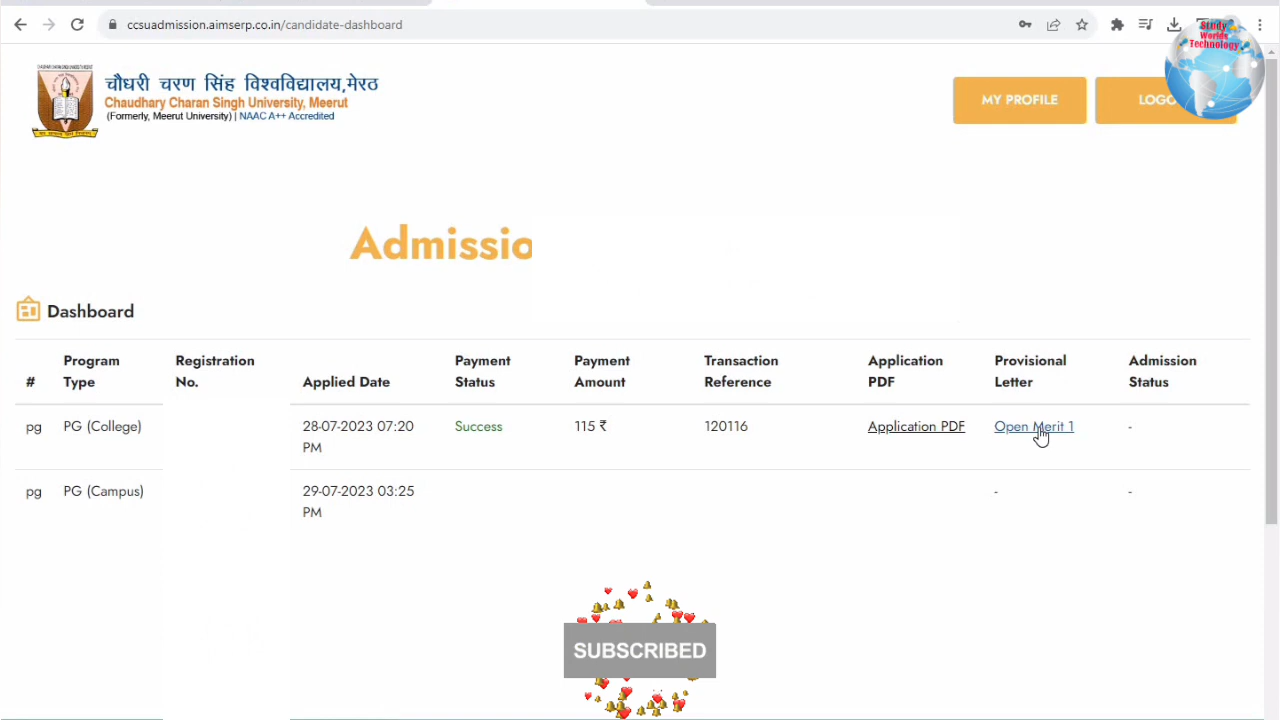 ccsuadmission.aimserp.co.in/candidate-dashboard
Study
Worlds
Technology
चौधरी चरण सिंह विश्वविद्यालय,मेरठ
Chaudhary Charan Singh University, Meerut
(Formerly, Meerut University) | NAAC A++ Accredited
MY PROFILE
LOGO
Admissio
Dashboard
# Program Type Registration No. Applied Date Payment Status Payment Amount Transaction Reference Application PDF Provisional Letter Admission Status
pg PG (College) 28-07-2023 07:20 PM Success 115 ₹ 120116 Application PDF Open Merit 1 -
pg PG (Campus) 29-07-2023 03:25 PM - -
SUBSCRIBED